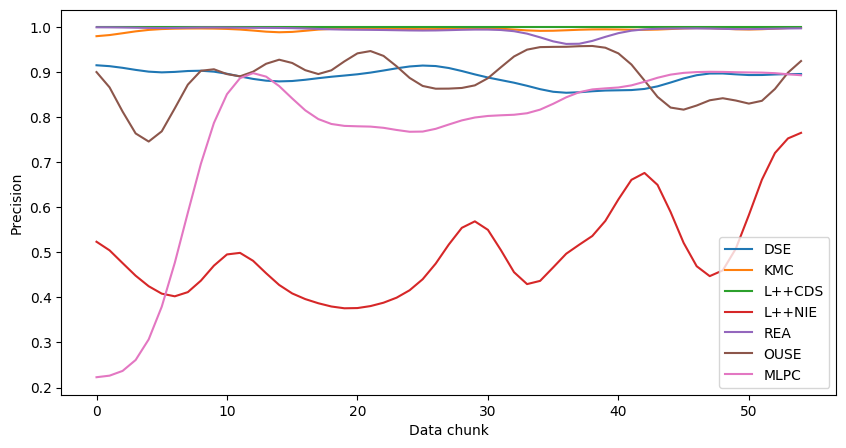 1.0
0.9
0.8
0.7
0.6
0.5
0.4
0.3
0.2
Precision
0
10
20
30
40
50
Data chunk
DSE
KMC
L++CDS
L++NIE
REA
OUSE
MLPC